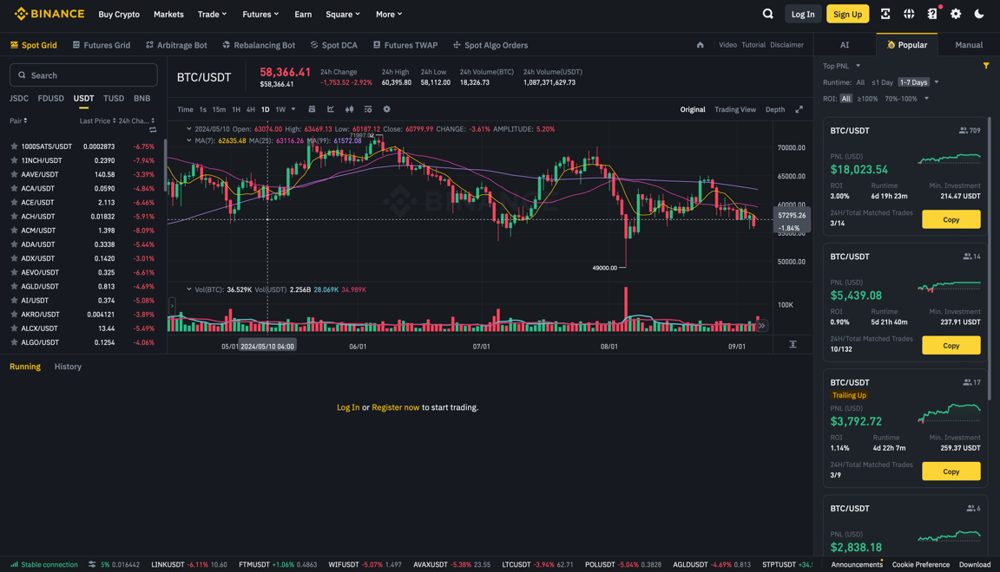 BINANCE Buy Crypto Markets Trade Futures Earn Square More Log In Sign Up
Spot Grid Futures Grid Arbitrage Bot Rebalancing Bot Spot DCA Futures TWAP Spot Algo Orders Video Tutorial Disclaimer
AI Popular Manual
Search
JSDC FDUSD USDT TUSD BNB
Pair Last Price 24h Cha...
1000SATS/USDT 0.0002873 -6.75%
1INCH/USDT 0.2390 -7.94%
AAVE/USDT 140.58 -3.39%
ACA/USDT 0.0590 -4.84%
ACE/USDT 2.113 -6.46%
ACH/USDT 0.01832 -5.91%
ACM/USDT 1.398 -8.09%
ADA/USDT 0.3338 -5.44%
ADX/USDT 0.1420 -3.01%
AEVO/USDT 0.325 -6.61%
AGLD/USDT 0.813 -4.69%
AI/USDT 0.374 -5.08%
AKRO/USDT 0.004121 -3.89%
ALCX/USDT 13.44 -5.49%
ALGO/USDT 0.1254 -4.06%
BTC/USDT
58,366.41
$58,366.41
24h Change
-1,753.52 -2.92%
24h High
60,395.80
24h Low
58,112.00
24h Volume(BTC)
18,326.73
24h Volume(USDT)
1,087,371,629.73
Time 1s 15m 1H 4H 1D 1W Original Trading View Depth
2024/05/10 Open: 63074.00 High: 63469.13 Low: 60187.12 Close: 60799.99 CHANGE: -3.61% AMPLITUDE: 5.20%
MA(7): 62635.48 MA(25): 63116.26 MA(99): 61572.08
71997.02
BINANCE
49000.00
70000.00
65000.00
60000.00
57295.26
-1.84%
55000.00
50000.00
Vol(BTC): 36.529K Vol(USDT) 2.256B 28.069K 34.989K
100K
05/01 2024/05/10 04:00 06/01 07/01 08/01 09/01
Running History
Log In or Register now to start trading.
Top PNL
Runtime: All ≤1 Day 1-7 Days
ROI: All ≥100% 70%-100%
BTC/USDT 709
PNL (USD)
$18,023.54
ROI Runtime Min. Investment
3.00% 6d 19h 23m 214.47 USDT
24H/Total Matched Trades
3/14
Copy
BTC/USDT 14
PNL (USD)
$5,439.08
ROI Runtime Min. Investment
0.90% 5d 21h 40m 237.91 USDT
24H/Total Matched Trades
10/132
Copy
BTC/USDT 17
Trailing Up
PNL (USD)
$3,792.72
ROI Runtime Min. Investment
1.14% 4d 22h 7m 259.37 USDT
24H/Total Matched Trades
3/9
Copy
BTC/USDT 6
PNL (USD)
$2,838.18
Stable connection 5% 0.016442 LINKUSDT -6.11% 10.60 FTMUSDT +1.06% 0.4863 WIFUSDT -5.07% 1.497 AVAXUSDT -5.38% 23.55 LTCUSDT -3.94% 62.71 POLUSDT -5.04% 0.3828 AGLDUSDT -4.69% 0.813 STPTUSDT +34. Announcements Cookie Preference Download